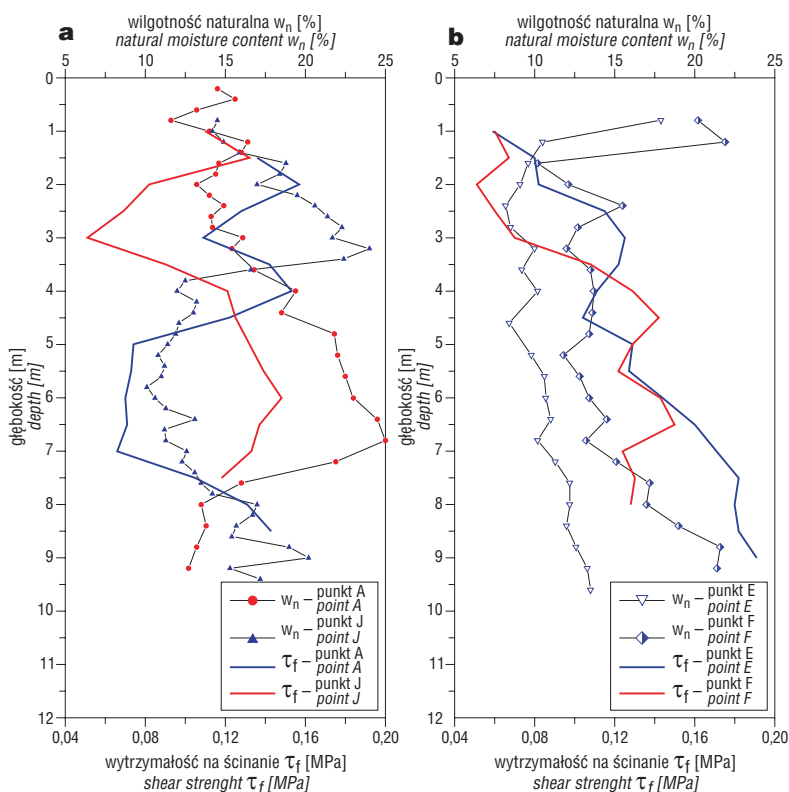 a
wilgotność naturalna wn [%]
natural moisture content wn [%]
5 10 15 20 25
0
1
2
3
4
5
6
7
8
9
10
11
12
głębokość [m]
depth [m]
wn – punkt A
point A
wn – punkt J
point J
τf – punkt A
point A
τf – punkt J
point J
0,04 0,08 0,12 0,16 0,20
wytrzymałość na ścinanie τf [MPa]
shear strenght τf [MPa]
b
wilgotność naturalna wn [%]
natural moisture content wn [%]
5 10 15 20 25
0
1
2
3
4
5
6
7
8
9
10
11
12
głębokość [m]
depth [m]
wn – punkt E
point E
wn – punkt F
point F
τf – punkt E
point E
τf – punkt F
point F
0,04 0,08 0,12 0,16 0,20
wytrzymałość na ścinanie τf [MPa]
shear strenght τf [MPa]